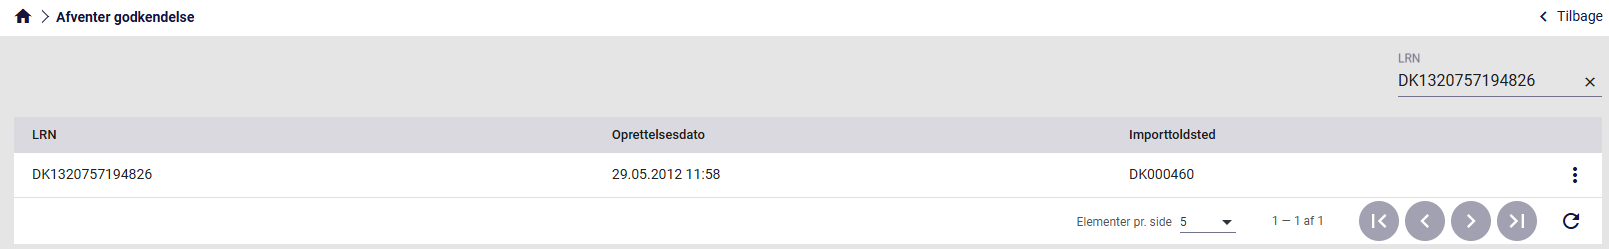 Afventer godkendelse
Tilbage
LRN
DK1320757194826
LRN Oprettelsesdato Importtoldsted
DK1320757194826 29.05.2012 11:58 DK000460
Elementer pr. side 5 1 – 1 af 1